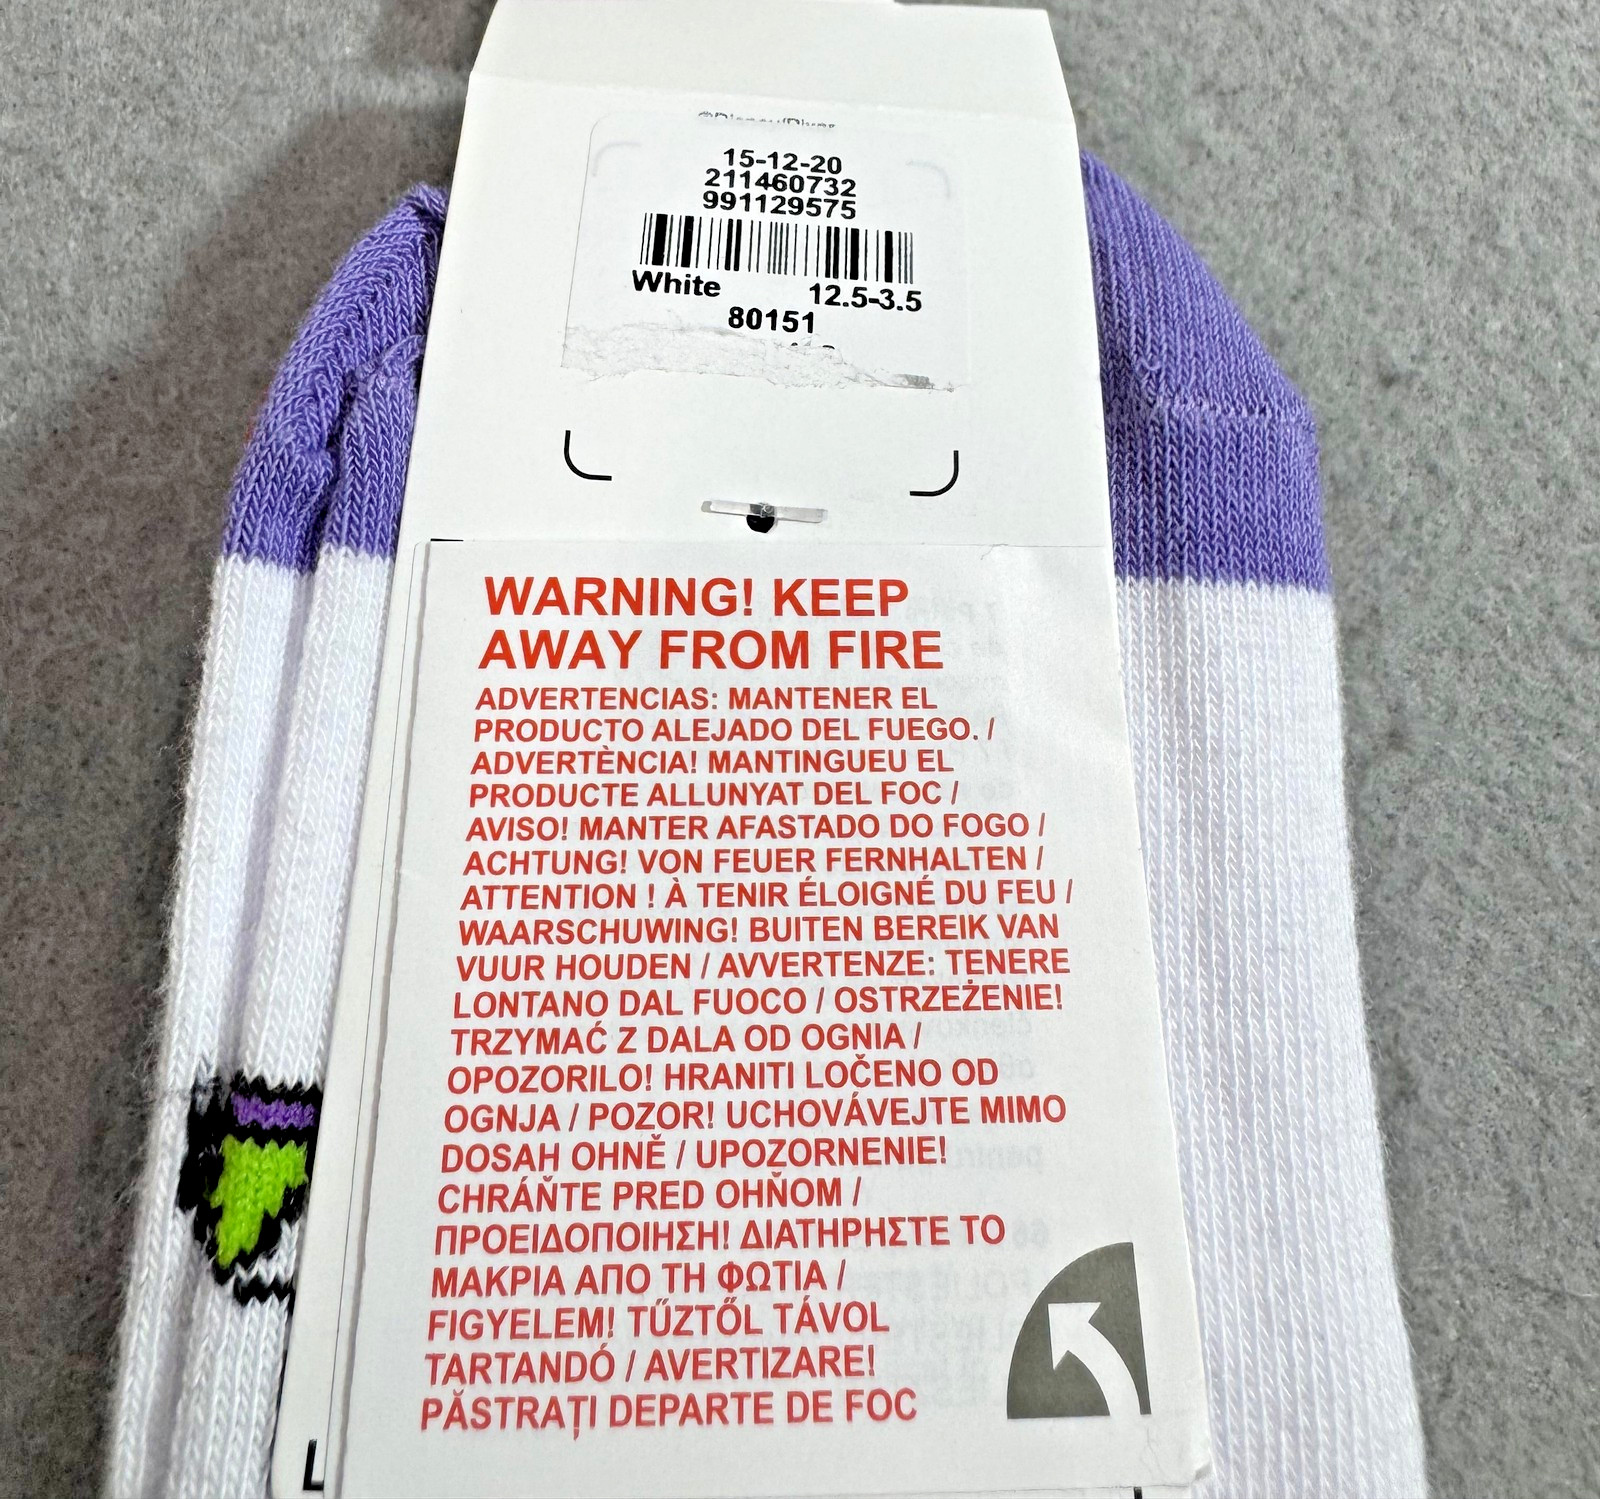 15-12-20
211460732
991129575
White 12.5-3.5
80151
WARNING! KEEP
AWAY FROM FIRE
ADVERTENCIAS: MANTENER EL
PRODUCTO ALEJADO DEL FUEGO. /
ADVERTÈNCIA! MANTINGUEU EL
PRODUCTE ALLUNYAT DEL FOC /
AVISO! MANTER AFASTADO DO FOGO /
ACHTUNG! VON FEUER FERNHALTEN /
ATTENTION ! À TENIR ÉLOIGNÉ DU FEU /
WAARSCHUWING! BUITEN BEREIK VAN
VUUR HOUDEN / AVVERTENZE: TENERE
LONTANO DAL FUOCO / OSTRZEŻENIE!
TRZYMAĆ Z DALA OD OGNIA /
OPOZORILO! HRANITI LOČENO OD
OGNJA / POZOR! UCHOVÁVEJTE MIMO
DOSAH OHNĚ / UPOZORNENIE!
CHRÁŇTE PRED OHŇOM /
ΠΡΟΕΙΔΟΠΟΙΗΣΗ! ΔΙΑΤΗΡΗΣΤΕ ΤΟ
ΜΑΚΡΙΑ ΑΠΟ ΤΗ ΦΩΤΙΑ /
FIGYELEM! TŰZTŐL TÁVOL
TARTANDÓ / AVERTIZARE!
PĂSTRAȚI DEPARTE DE FOC